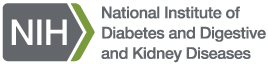 NIH
National Institute of
Diabetes and Digestive
and Kidney Diseases